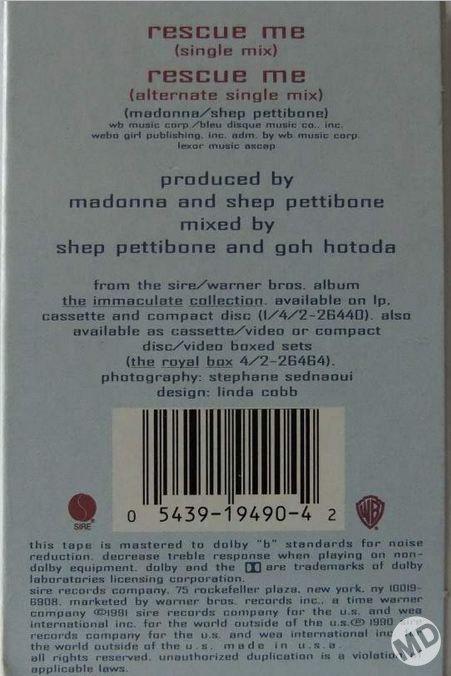 rescue me
(single mix)
rescue me
(alternate single mix)
(madonna/shep pettibone)
wb music corp./bleu disque music co., inc.
webo girl publishing, inc. adm. by wb music corp.
lexor music ascap
produced by
madonna and shep pettibone
mixed by
shep pettibone and goh hotoda
from the sire/warner bros. album
the immaculate collection. available on lp,
cassette and compact disc (1/4/2-26440). also
available as cassette/video or compact
disc/video boxed sets
(the royal box 4/2-26464).
photography: stephane sednaoui
design: linda cobb
SIRE
0 5439-19490-4 2
WB
this tape is mastered to dolby "b" standards for noise
reduction. decrease treble response when playing on non-
dolby equipment. dolby and the are trademarks of dolby
laboratories licensing corporation.
sire records company, 75 rockefeller plaza, new york, ny 10019-
6908. marketed by warner bros. records inc., a time warner
company ©1991 sire records company for the u.s. and wea
international inc. for the world outside of the u.s.℗ 1990 sire
records company for the u.s. and wea international inc. for
the world outside of the u.s. made in u.s.a.
all rights reserved. unauthorized duplication is a violation of
applicable laws.
MD